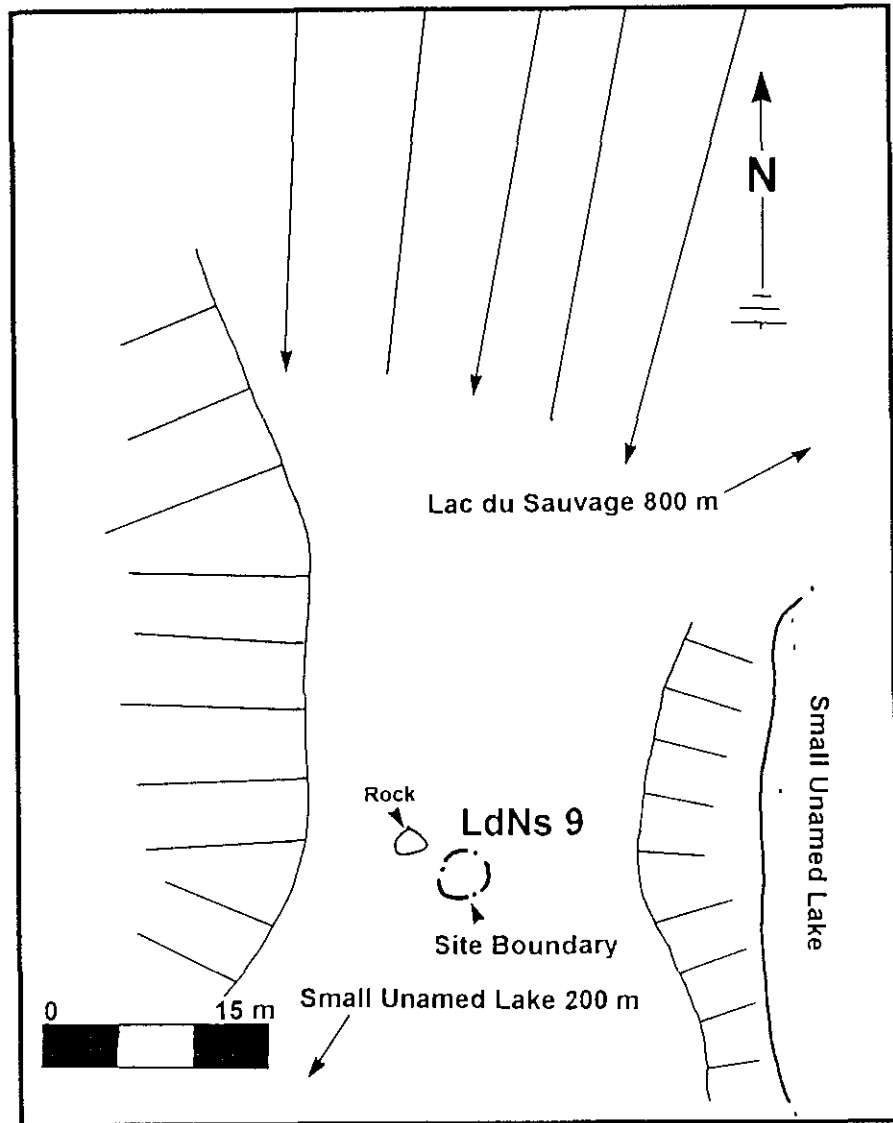 N
Lac du Sauvage 800 m
Small Unamed Lake
Rock
LdNs 9
Site Boundary
Small Unamed Lake 200 m
0 15 m